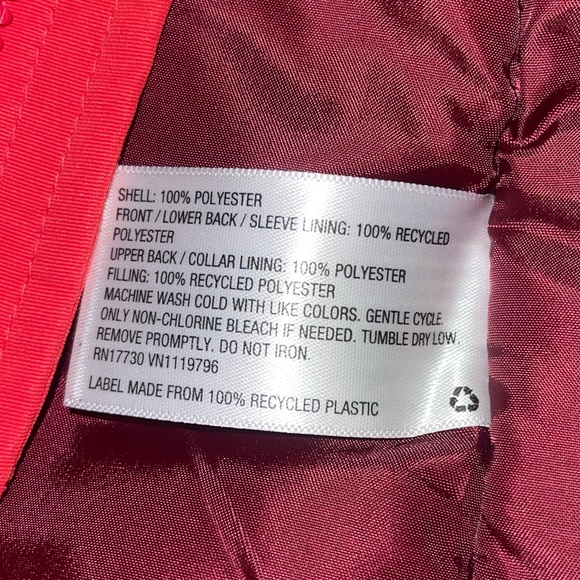 SHELL: 100% POLYESTER
FRONT / LOWER BACK / SLEEVE LINING: 100% RECYCLED
POLYESTER
UPPER BACK / COLLAR LINING: 100% POLYESTER
FILLING: 100% RECYCLED POLYESTER
MACHINE WASH COLD WITH LIKE COLORS. GENTLE CYCLE.
ONLY NON-CHLORINE BLEACH IF NEEDED. TUMBLE DRY LOW.
REMOVE PROMPTLY. DO NOT IRON.
RN17730 VN1119796
LABEL MADE FROM 100% RECYCLED PLASTIC